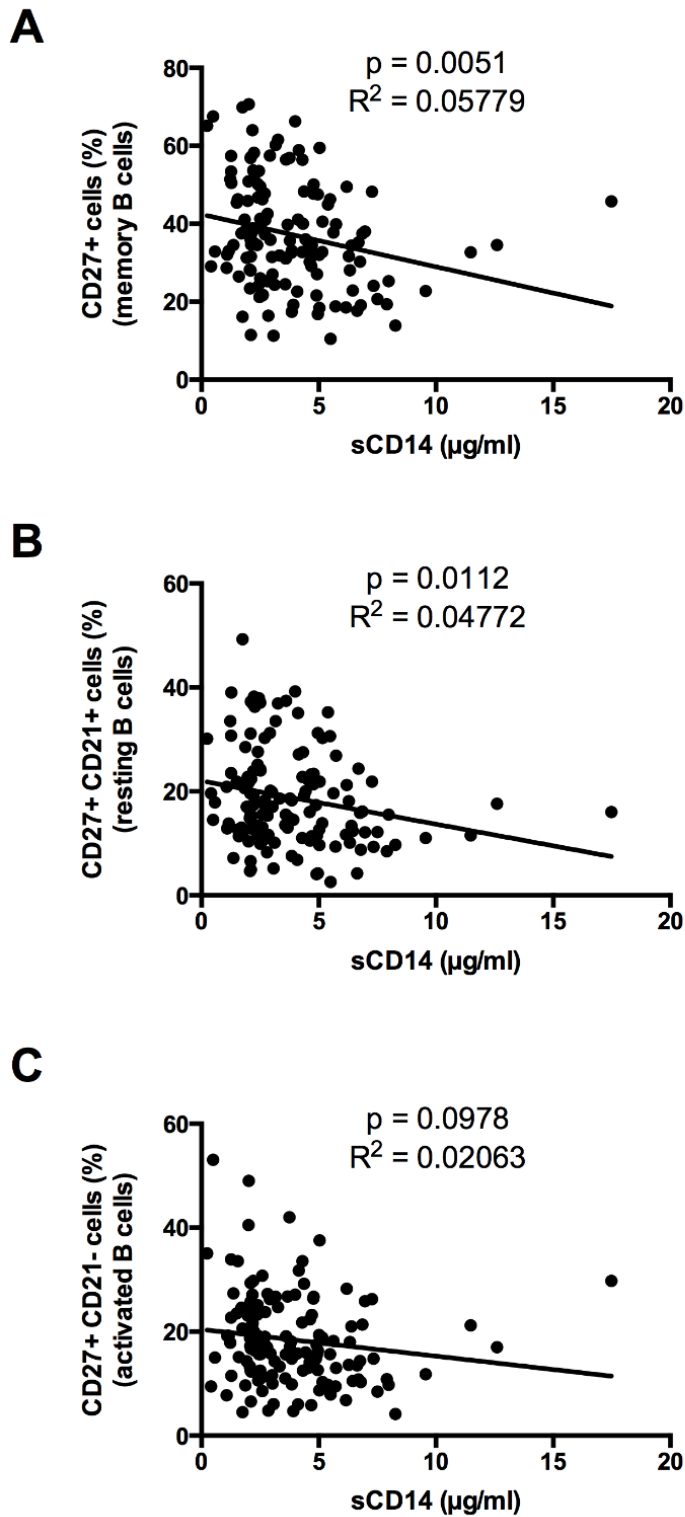 A
p = 0.0051
R² = 0.05779
80
60
40
20
0
CD27+ cells (%)
(memory B cells)
0 5 10 15 20
sCD14 (µg/ml)
B
p = 0.0112
R² = 0.04772
60
40
20
0
CD27+ CD21+ cells (%)
(resting B cells)
0 5 10 15 20
sCD14 (µg/ml)
C
p = 0.0978
R² = 0.02063
60
40
20
0
CD27+ CD21- cells (%)
(activated B cells)
0 5 10 15 20
sCD14 (µg/ml)